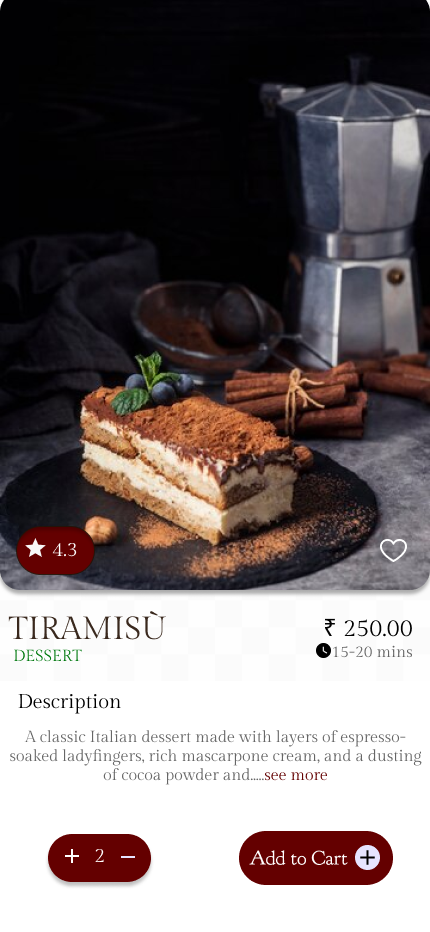 4.3
TIRAMISÙ
₹ 250.00
DESSERT
15-20 mins
Description
A classic Italian dessert made with layers of espresso-
soaked ladyfingers, rich mascarpone cream, and a dusting
of cocoa powder and.....see more
+ 2 −
Add to Cart +